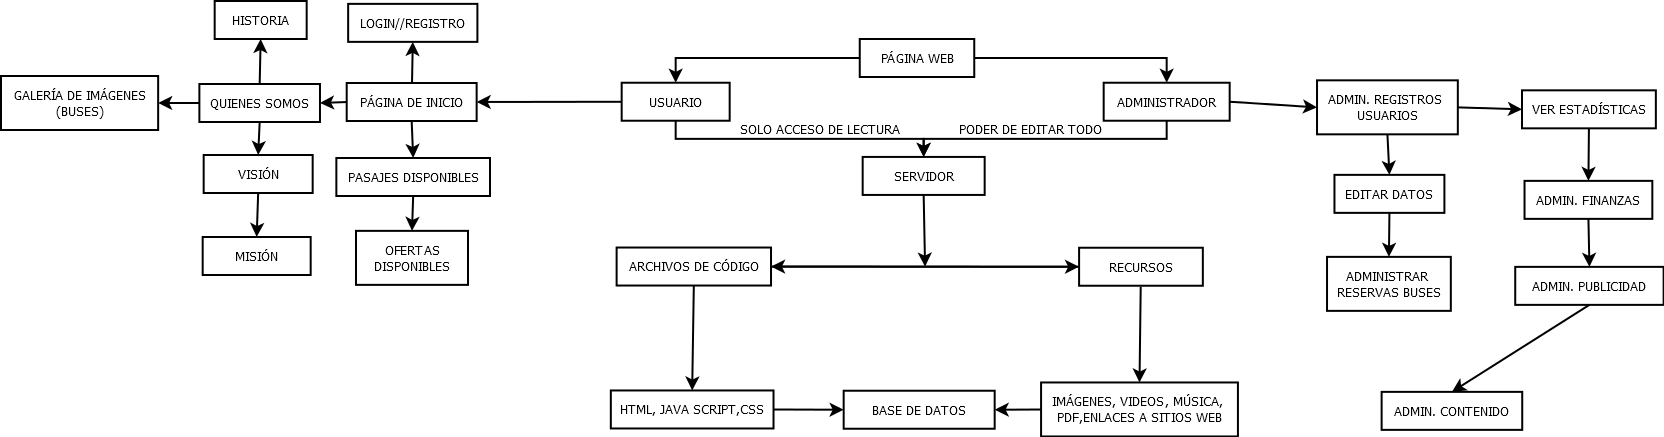 HISTORIA
LOGIN//REGISTRO
PÁGINA WEB
GALERÍA DE IMÁGENES
(BUSES)
QUIENES SOMOS
PÁGINA DE INICIO
USUARIO
ADMINISTRADOR
ADMIN. REGISTROS
USUARIOS
VER ESTADÍSTICAS
SOLO ACCESO DE LECTURA
PODER DE EDITAR TODO
VISIÓN
PASAJES DISPONIBLES
SERVIDOR
EDITAR DATOS
ADMIN. FINANZAS
MISIÓN
OFERTAS
DISPONIBLES
ARCHIVOS DE CÓDIGO
RECURSOS
ADMINISTRAR
RESERVAS BUSES
ADMIN. PUBLICIDAD
HTML, JAVA SCRIPT,CSS
BASE DE DATOS
IMÁGENES, VIDEOS, MÚSICA,
PDF,ENLACES A SITIOS WEB
ADMIN. CONTENIDO